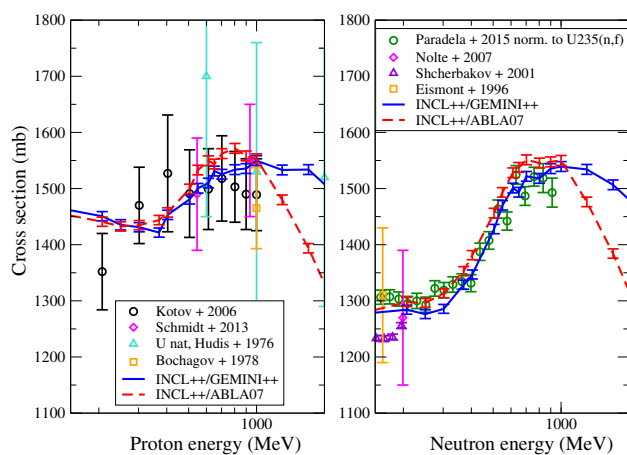 1800
1700
1600
1500
1400
1300
1200
1100
Cross section (mb)
Kotov + 2006
Schmidt + 2013
U nat, Hudis + 1976
Bochagov + 1978
INCL++/GEMINI++
INCL++/ABLA07
1000
Proton energy (MeV)
1800
1700
1600
1500
1400
1300
1200
1100
Paradela + 2015 norm. to U235(n,f)
Nolte + 2007
Shcherbakov + 2001
Eismont + 1996
INCL++/GEMINI++
INCL++/ABLA07
1000
Neutron energy (MeV)